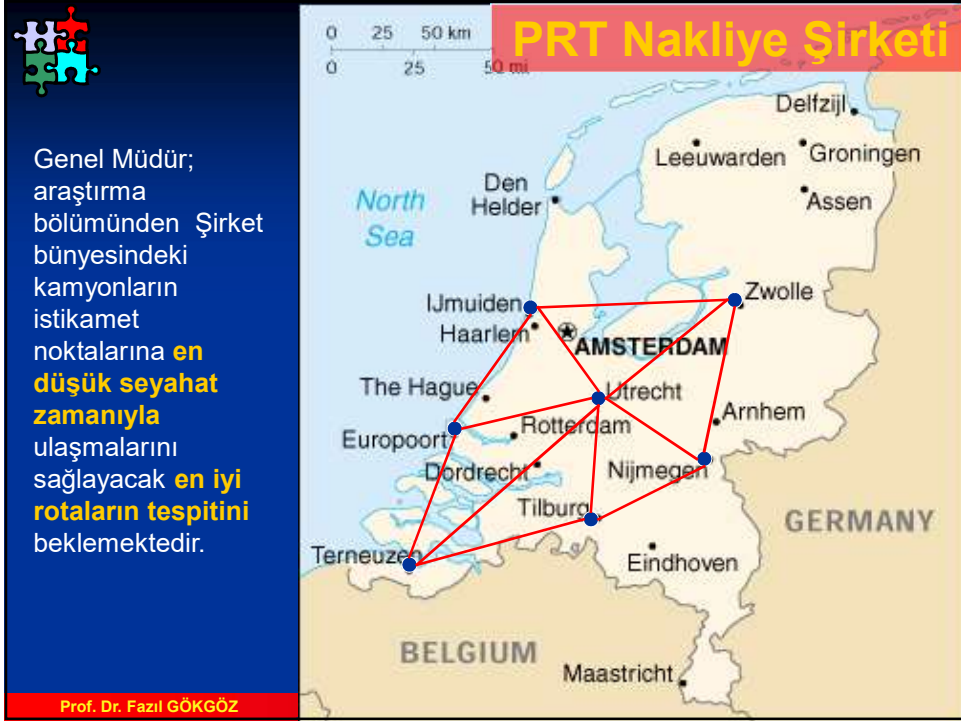 PRT Nakliye Şirketi
Genel Müdür;
araştırma
bölümünden Şirket
bünyesindeki
kamyonların
istikamet
noktalarına en
düşük seyahat
zamanıyla
ulaşmalarını
sağlayacak en iyi
rotaların tespitini
beklemektedir.
Prof. Dr. Fazıl GÖKGÖZ
0 25 50 km
0 25 50 mi
Delfzijl
Leeuwarden
Groningen
Den
Helder
Assen
North
Sea
IJmuiden
Zwolle
Haarlem
AMSTERDAM
The Hague
Utrecht
Arnhem
Europoort
Rotterdam
Dordrecht
Nijmegen
Tilburg
GERMANY
Terneuzen
Eindhoven
BELGIUM
Maastricht